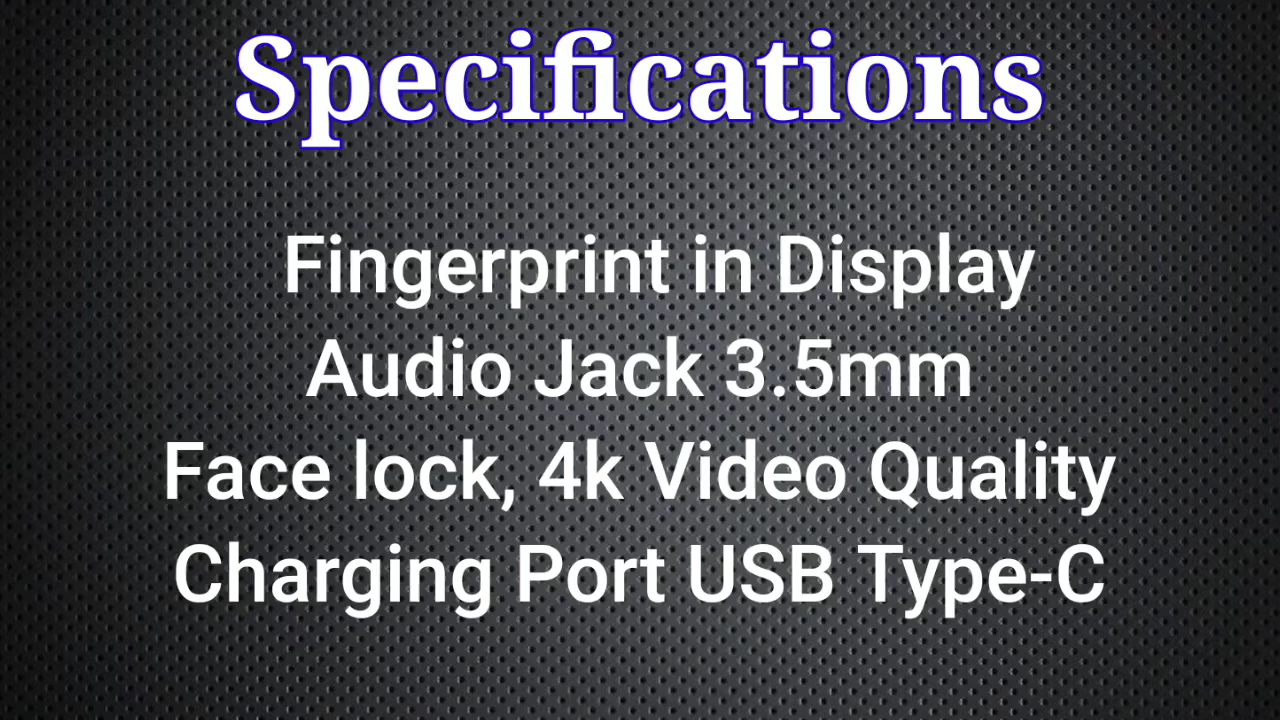 Specifications
Fingerprint in Display
Audio Jack 3.5mm
Face lock, 4k Video Quality
Charging Port USB Type-C